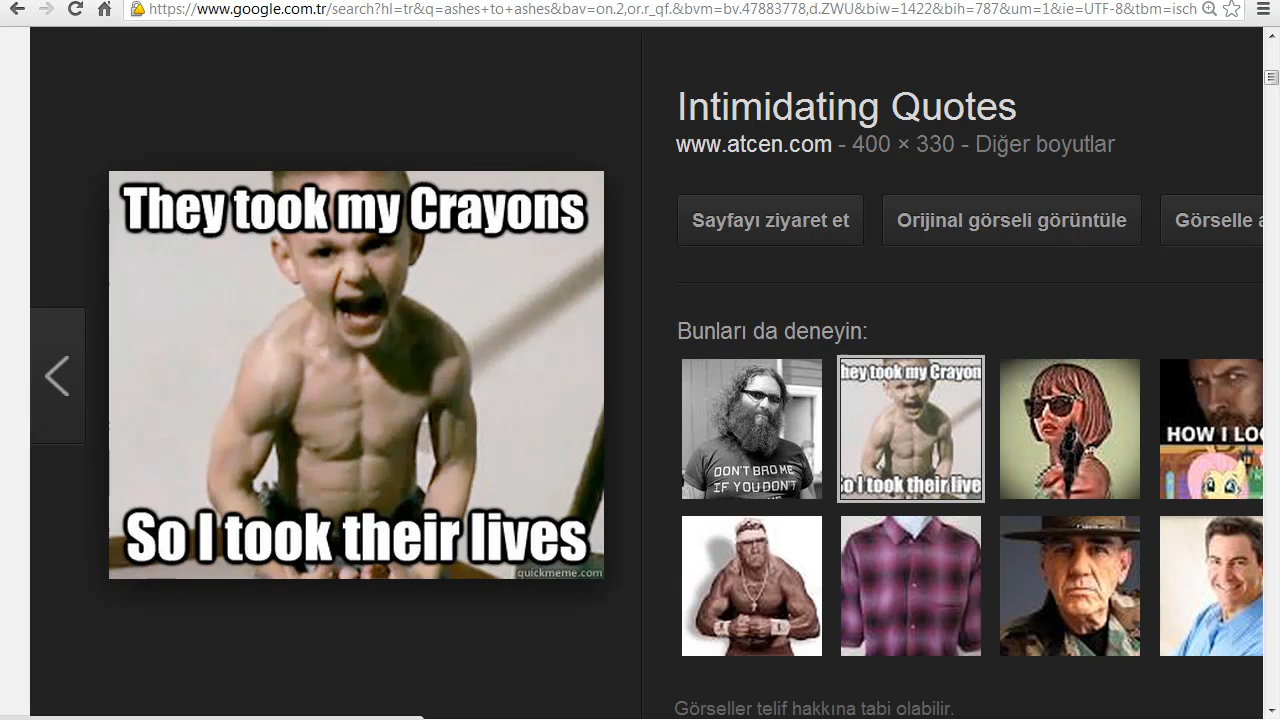 https://www.google.com.tr/search?hl=tr&q=ashes+to+ashes&bav=on.2,or.r_qf.&bvm=bv.47883778,d.ZWU&biw=1422&bih=787&um=1&ie=UTF-8&tbm=isch
They took my Crayons
So I took their lives
quickmeme.com
Intimidating Quotes
www.atcen.com - 400 × 330 - Diğer boyutlar
Sayfayı ziyaret et
Orijinal görseli görüntüle
Görselle a
Bunları da deneyin:
DON'T BRO ME
IF YOU DON'T
ME
hey took my Crayon
So I took their live
HOW I LOO
Görseller telif hakkına tabi olabilir.